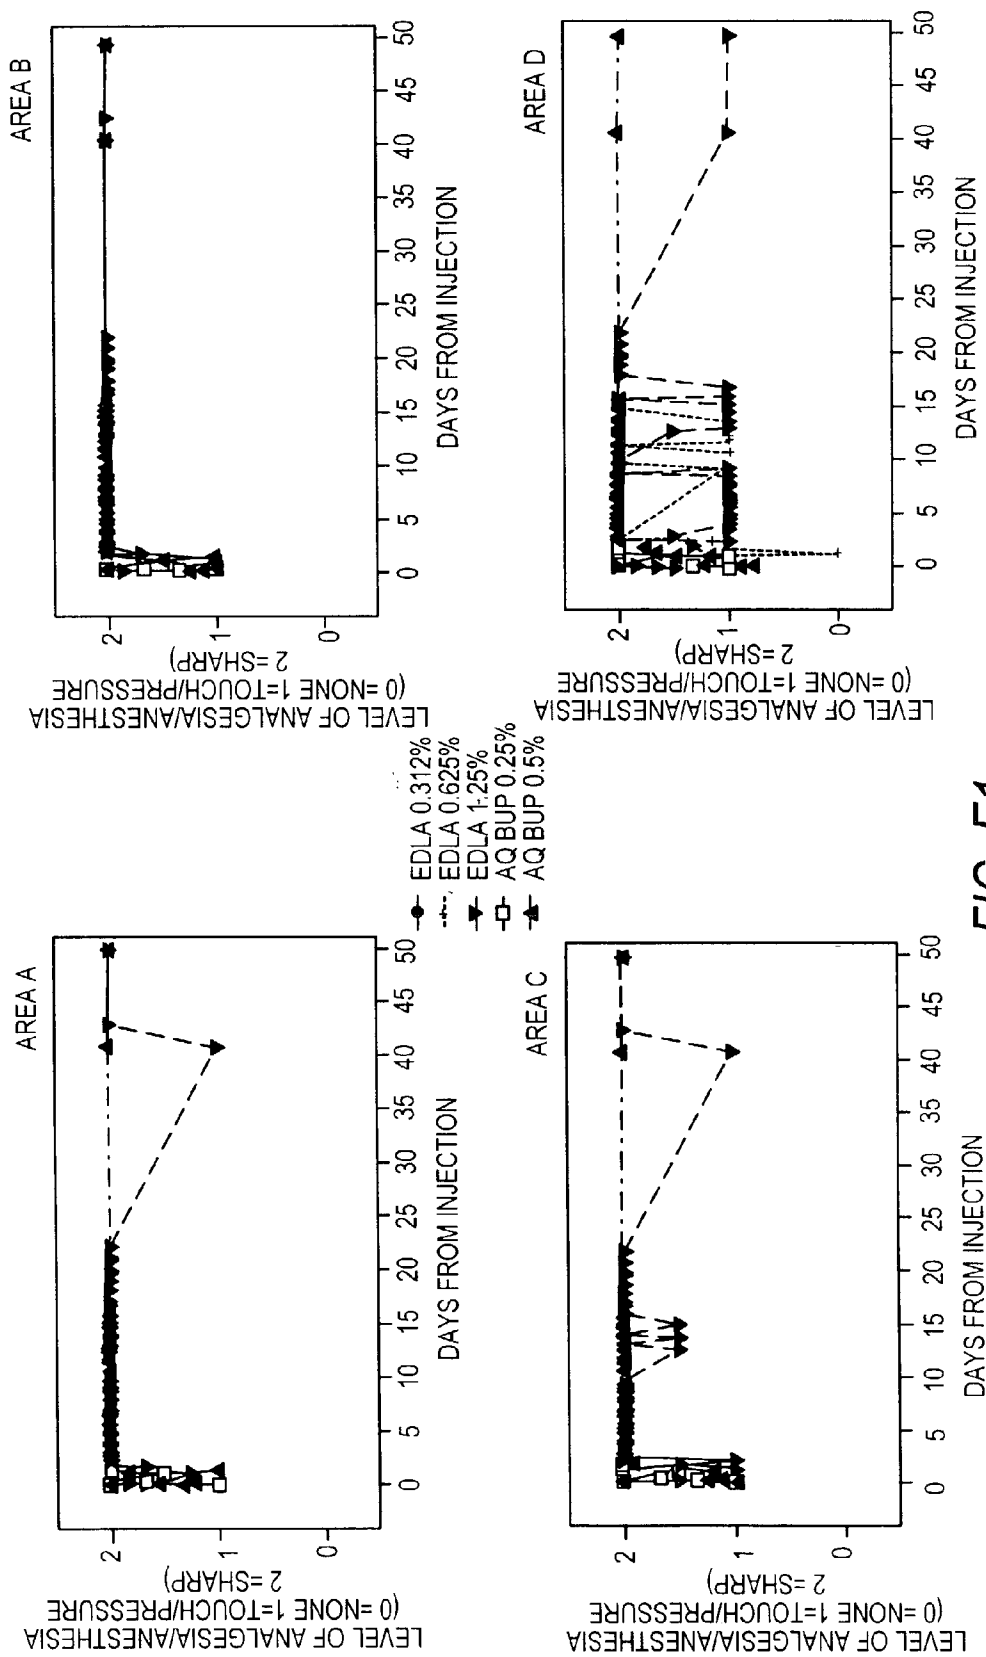 AREA A
LEVEL OF ANALGESIA/ANESTHESIA
(0=NONE 1=TOUCH/PRESSURE
2=SHARP)
2
1
0
0 5 10 15 20 25 30 35 40 45 50
DAYS FROM INJECTION
AREA B
LEVEL OF ANALGESIA/ANESTHESIA
(0=NONE 1=TOUCH/PRESSURE
2=SHARP)
2
1
0
0 5 10 15 20 25 30 35 40 45 50
DAYS FROM INJECTION
EDLA 0.312%
EDLA 0.625%
EDLA 1.25%
AQ BUP 0.25%
AQ BUP 0.5%
AREA C
LEVEL OF ANALGESIA/ANESTHESIA
(0=NONE 1=TOUCH/PRESSURE
2=SHARP)
2
1
0
0 5 10 15 20 25 30 35 40 45 50
DAYS FROM INJECTION
AREA D
LEVEL OF ANALGESIA/ANESTHESIA
(0=NONE 1=TOUCH/PRESSURE
2=SHARP)
2
1
0
0 5 10 15 20 25 30 35 40 45 50
DAYS FROM INJECTION